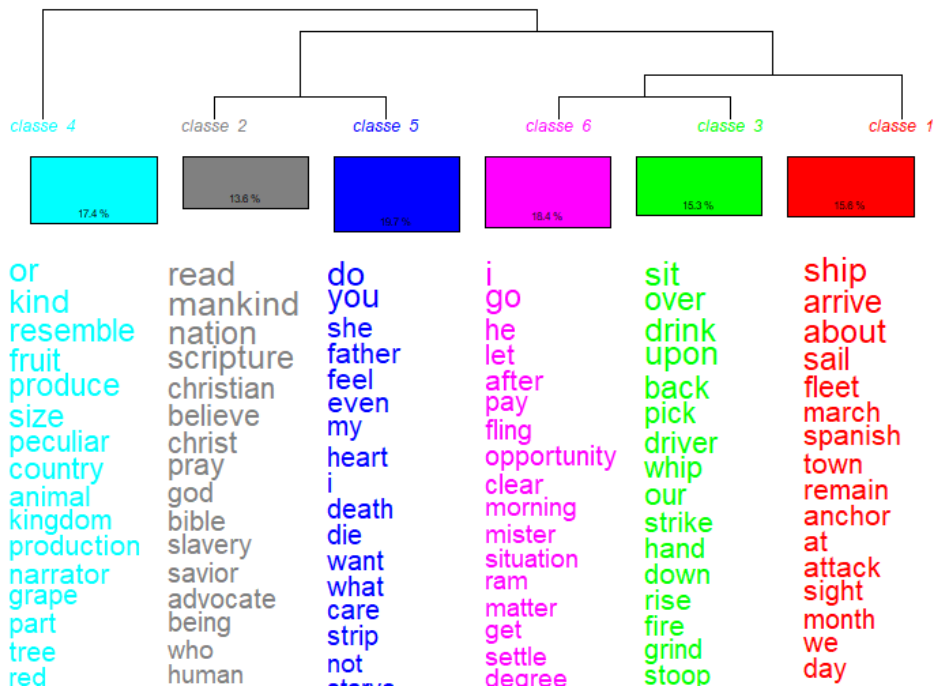 classe 4 classe 2 classe 5 classe 6 classe 3 classe 1
17.4 % 13.6 % 19.7 % 18.4 % 15.3 % 15.6 %
or
kind
resemble
fruit
produce
size
peculiar
country
animal
kingdom
production
narrator
grape
part
tree
red
read
mankind
nation
scripture
christian
believe
christ
pray
god
bible
slavery
savior
advocate
being
who
human
do
you
she
father
feel
even
my
heart
i
death
die
want
what
care
strip
not
i
go
he
let
after
pay
fling
opportunity
clear
morning
mister
situation
ram
matter
get
settle
degree
sit
over
drink
upon
back
pick
driver
whip
our
strike
hand
down
rise
fire
grind
stoop
ship
arrive
about
sail
fleet
march
spanish
town
remain
anchor
at
attack
sight
month
we
day